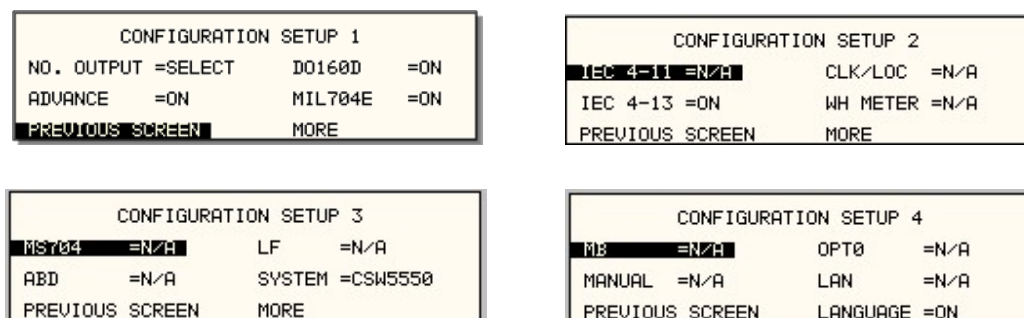 CONFIGURATION SETUP 1
NO. OUTPUT =SELECT DO160D =ON
ADVANCE =ON MIL704E =ON
PREVIOUS SCREEN MORE
CONFIGURATION SETUP 2
IEC 4-11 =N/A CLK/LOC =N/A
IEC 4-13 =ON WH METER =N/A
PREVIOUS SCREEN MORE
CONFIGURATION SETUP 3
MS704 =N/A LF =N/A
ABD =N/A SYSTEM =CSW5550
PREVIOUS SCREEN MORE
CONFIGURATION SETUP 4
MB =N/A OPT0 =N/A
MANUAL =N/A LAN =N/A
PREVIOUS SCREEN LANGUAGE =ON